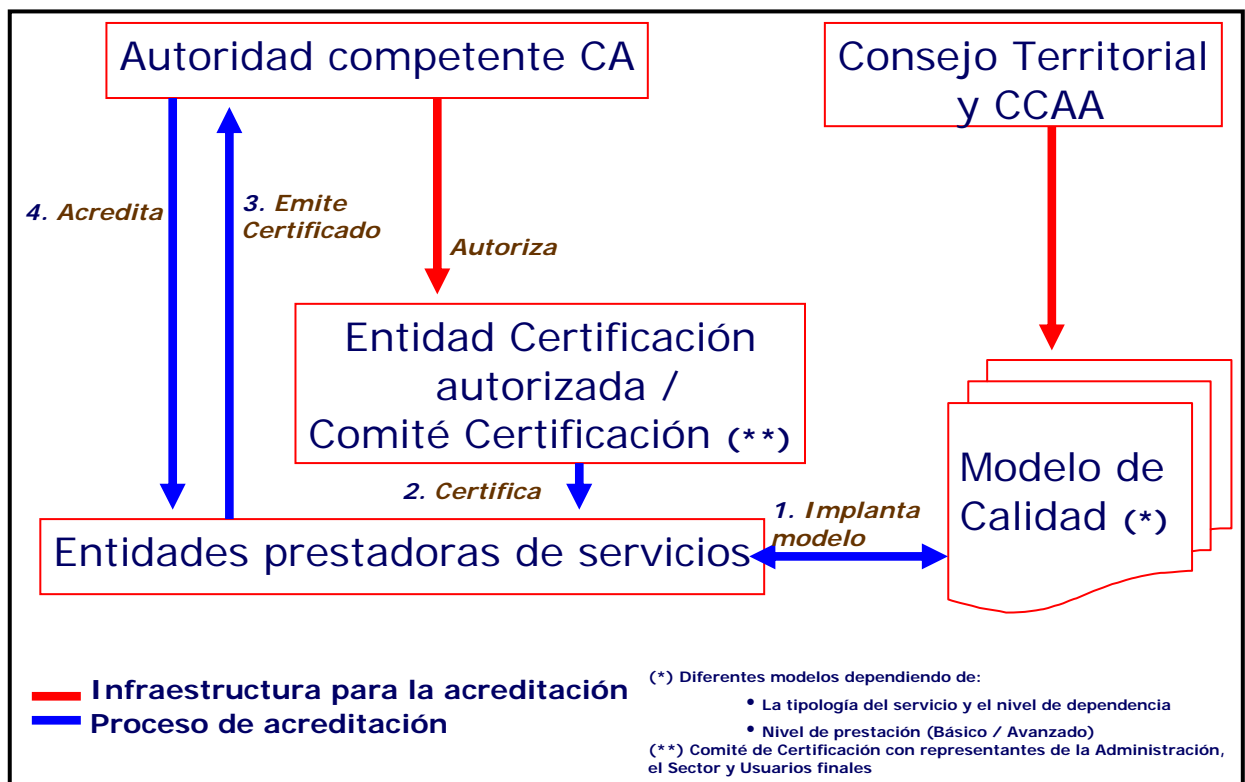 Autoridad competente CA
Consejo Territorial
y CCAA
4. Acredita
3. Emite
Certificado
Autoriza
Entidad Certificación
autorizada /
Comité Certificación (**)
2. Certifica
1. Implanta
modelo
Modelo de
Calidad (*)
Entidades prestadoras de servicios
Infraestructura para la acreditación
Proceso de acreditación
(*) Diferentes modelos dependiendo de:
• La tipología del servicio y el nivel de dependencia
• Nivel de prestación (Básico / Avanzado)
(**) Comité de Certificación con representantes de la Administración,
el Sector y Usuarios finales